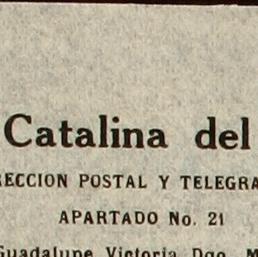 Catalina del
RECCION POSTAL Y TELEGRA
APARTADO No. 21
Guadalupe Victoria Dgo. M